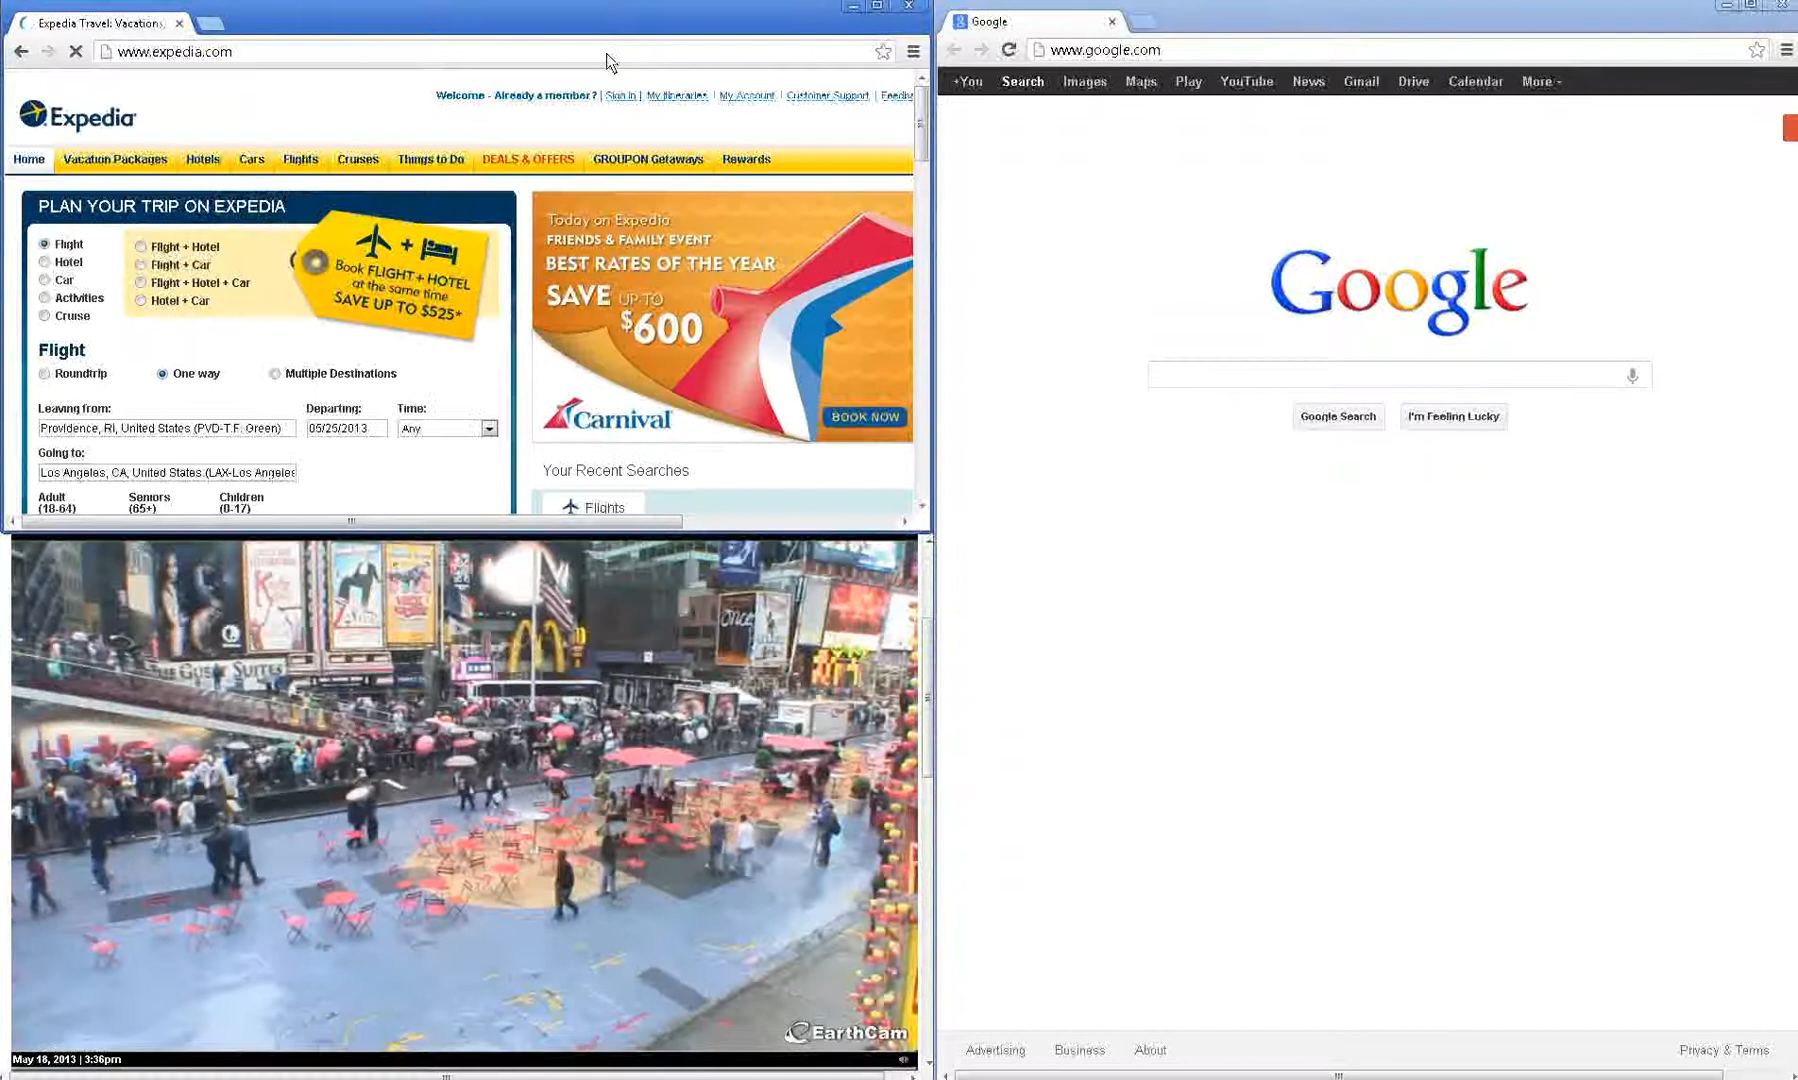 Expedia Travel: Vacations,
www.expedia.com
Welcome - Already a member? | Sign in | My Itineraries | My Account | Customer Support | Feedb
Expedia
Home Vacation Packages Hotels Cars Flights Cruises Things to Do DEALS & OFFERS GROUPON Getaways Rewards
PLAN YOUR TRIP ON EXPEDIA
Flight
Hotel
Car
Activities
Cruise
Flight + Hotel
Flight + Car
Flight + Hotel + Car
Hotel + Car
Book FLIGHT + HOTEL
at the same time
SAVE UP TO $525*
Flight
Roundtrip One way Multiple Destinations
Leaving from: Departing: Time:
Providence, RI, United States (PVD-T.F. Green) 05/25/2013 Any
Going to:
Los Angeles, CA, United States (LAX-Los Angeles
Adult Seniors Children
(18-64) (65+) (0-17)
Today on Expedia
FRIENDS & FAMILY EVENT
BEST RATES OF THE YEAR
SAVE UP TO
$600
Carnival
BOOK NOW
Your Recent Searches
Flights
once
EarthCam
May 18, 2013 | 3:36pm
Google
www.google.com
+You Search Images Maps Play YouTube News Gmail Drive Calendar More
Google
Google Search I'm Feeling Lucky
Advertising Business About Privacy & Terms